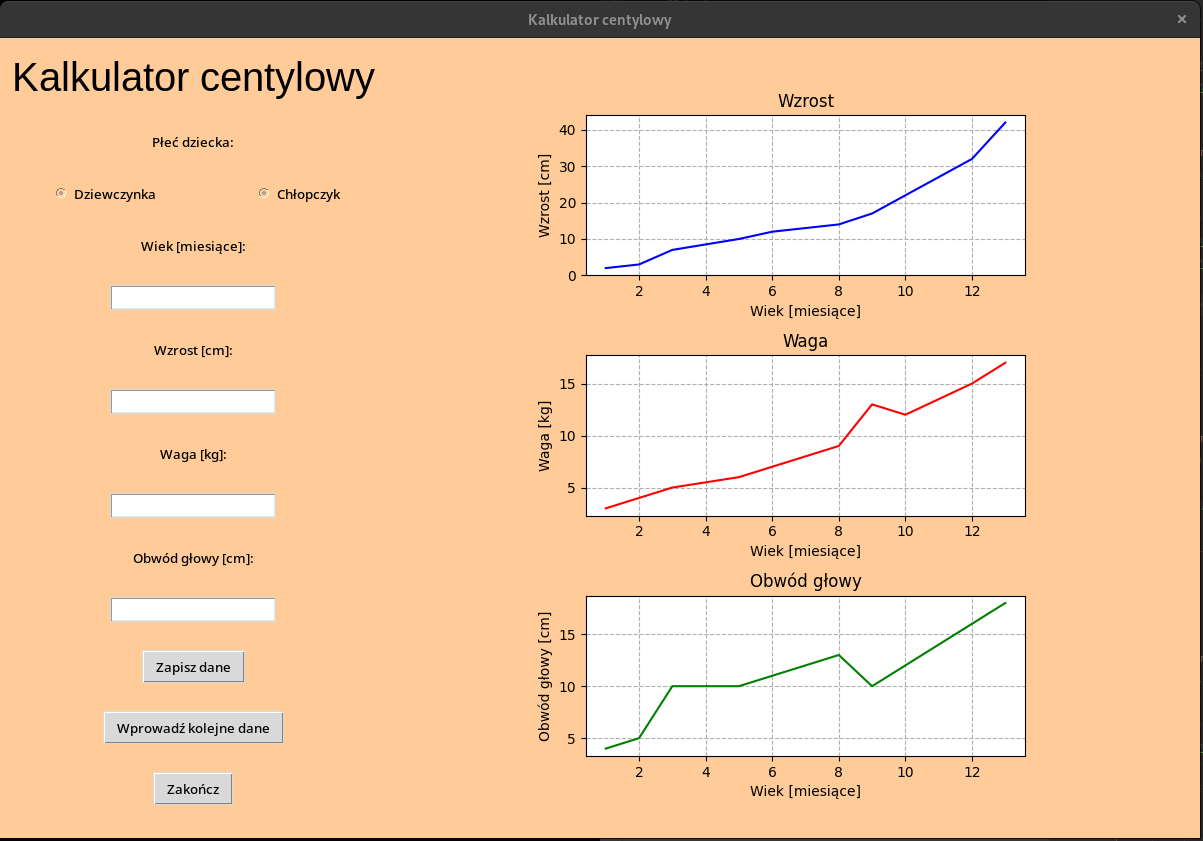 Kalkulator centylowy
Kalkulator centylowy
Płeć dziecka:
Dziewczynka Chłopczyk
Wiek [miesiące]:
Wzrost [cm]:
Waga [kg]:
Obwód głowy [cm]:
Zapisz dane
Wprowadź kolejne dane
Zakończ
Wzrost
Wzrost [cm]
40
30
20
10
0
2 4 6 8 10 12
Wiek [miesiące]
Waga
Waga [kg]
15
10
5
2 4 6 8 10 12
Wiek [miesiące]
Obwód głowy
Obwód głowy [cm]
15
10
5
2 4 6 8 10 12
Wiek [miesiące]